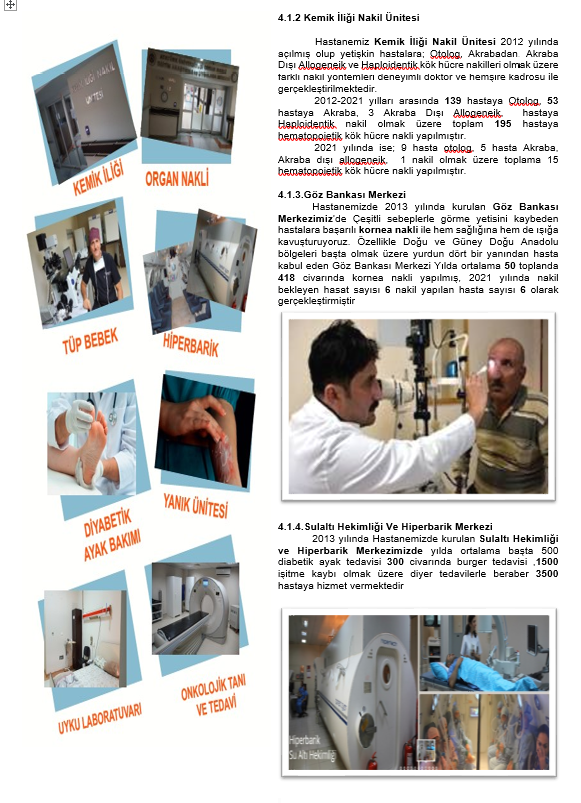 KEMİK İLİĞİ NAKİL
ÜNİTESİ
KEMİK İLİĞİ
ORGAN NAKLİ
TÜP BEBEK
HİPERBARİK
DİYABETİK
AYAK BAKIMI
YANIK ÜNİTESİ
UYKU LABORATUVARI
ONKOLOJİK TANI
VE TEDAVİ
4.1.2 Kemik İliği Nakil Ünitesi
Hastanemiz Kemik İliği Nakil Ünitesi 2012 yılında
açılmış olup yetişkin hastalara; Otolog, Akrabadan Akraba
Dışı Allogeneik ve Haploidentik kök hücre nakilleri olmak üzere
farklı nakil yöntemleri deneyimli doktor ve hemşire kadrosu ile
gerçekleştirilmektedir.
2012-2021 yılları arasında 139 hastaya Otolog, 53
hastaya Akraba, 3 Akraba Dışı Allogeneik hastaya
Haploidentik nakil olmak üzere toplam 195 hastaya
hematopoietik kök hücre nakli yapılmıştır.
2021 yılında ise; 9 hasta otolog, 5 hasta Akraba,
Akraba dışı allogeneik, 1 nakil olmak üzere toplama 15
hematopoietik kök hücre nakli yapılmıştır.
4.1.3.Göz Bankası Merkezi
Hastanemizde 2013 yılında kurulan Göz Bankası
Merkezimiz'de Çeşitli sebeplerle görme yetisini kaybeden
hastalara başarılı kornea nakli ile hem sağlığına hem de ışığa
kavuşturuyoruz. Özellikle Doğu ve Güney Doğu Anadolu
bölgeleri başta olmak üzere yurdun dört bir yanından hasta
kabul eden Göz Bankası Merkezi Yılda ortalama 50 toplanda
418 civarında kornea nakli yapılmış, 2021 yılında nakil
bekleyen hasat sayısı 6 nakil yapılan hasta sayısı 6 olarak
gerçekleştirmiştir
4.1.4.Sulaltı Hekimliği Ve Hiperbarik Merkezi
2013 yılında Hastanemizde kurulan Sulaltı Hekimliği
ve Hiperbarik Merkezimizde yılda ortalama başta 500
diabetik ayak tedavisi 300 civarında burger tedavisi ,1500
işitme kaybı olmak üzere diyer tedavilerle beraber 3500
hastaya hizmet vermektedir
Hiperbarik
Su Altı Hekimliği